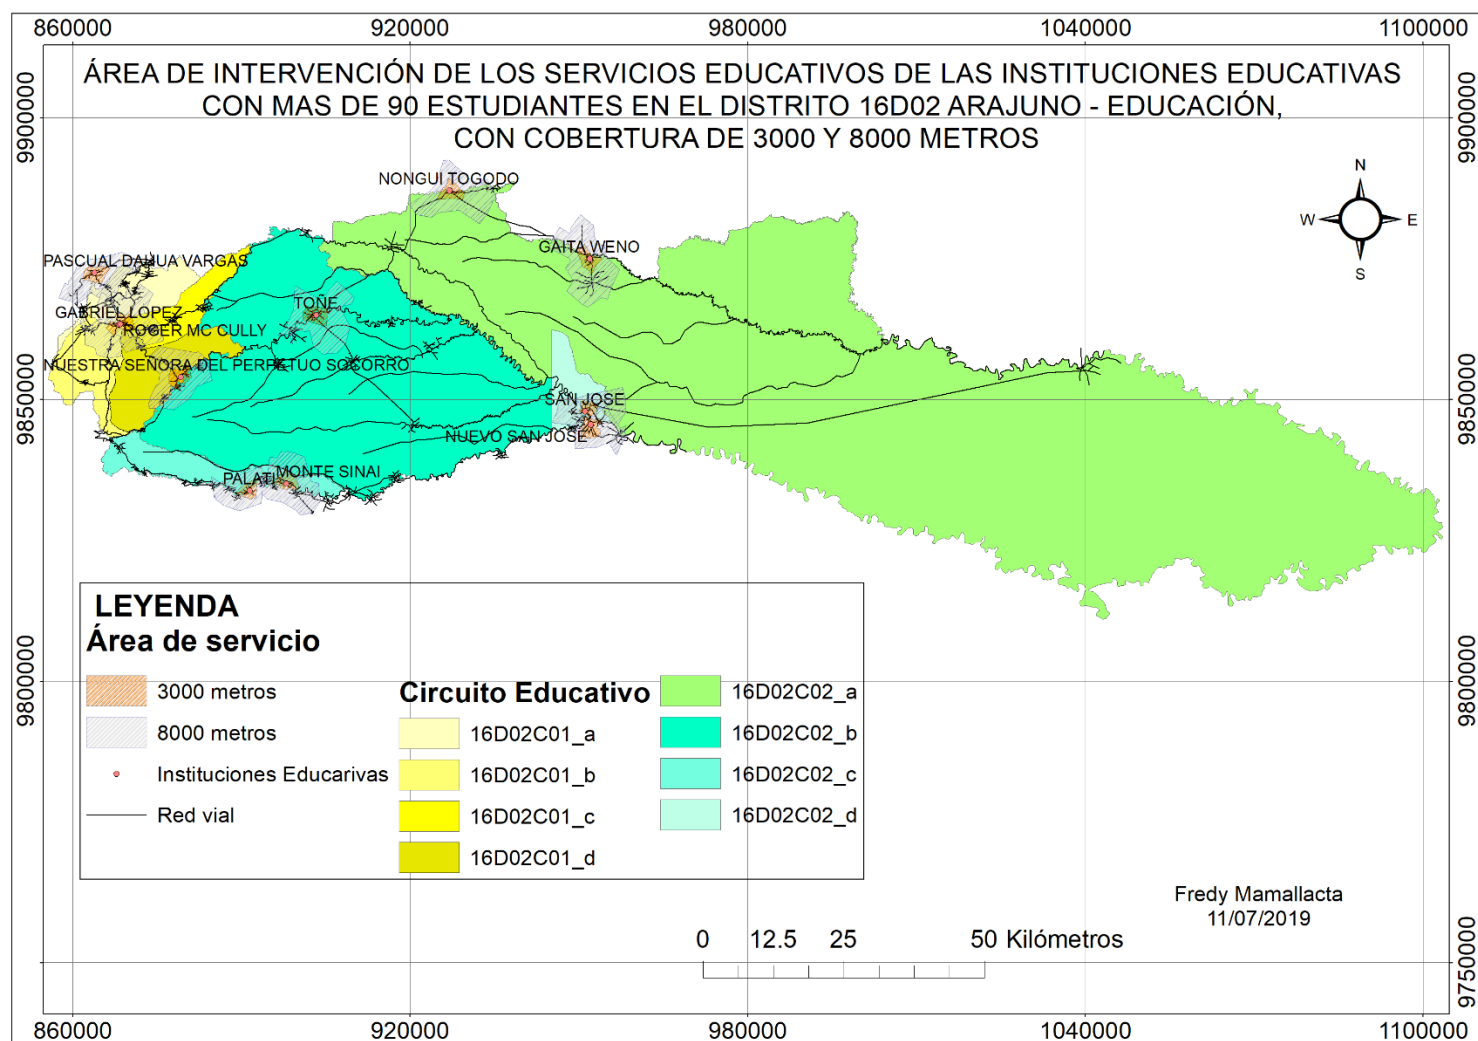 860000 920000 980000 1040000 1100000
ÁREA DE INTERVENCIÓN DE LOS SERVICIOS EDUCATIVOS DE LAS INSTITUCIONES EDUCATIVAS
CON MAS DE 90 ESTUDIANTES EN EL DISTRITO 16D02 ARAJUNO - EDUCACIÓN,
CON COBERTURA DE 3000 Y 8000 METROS
9900000 9900000
N
W E
S
NONGUI TOGODO
GAITA WENO
PASCUAL DAHUA VARGAS
TOÑE
GABRIEL LOPEZ
ROGER MC CULLY
NUESTRA SEÑORA DEL PERPETUO SOCORRO
9850000 9850000
SAN JOSE
NUEVO SAN JOSE
MONTE SINAI
PALATI
LEYENDA
Área de servicio
3000 metros
8000 metros
Instituciones Educarivas
Red vial
Circuito Educativo
16D02C01_a
16D02C01_b
16D02C01_c
16D02C01_d
16D02C02_a
16D02C02_b
16D02C02_c
16D02C02_d
9800000 9800000
Fredy Mamallacta
11/07/2019
0 12.5 25 50 Kilómetros
9750000 9750000
860000 920000 980000 1040000 1100000